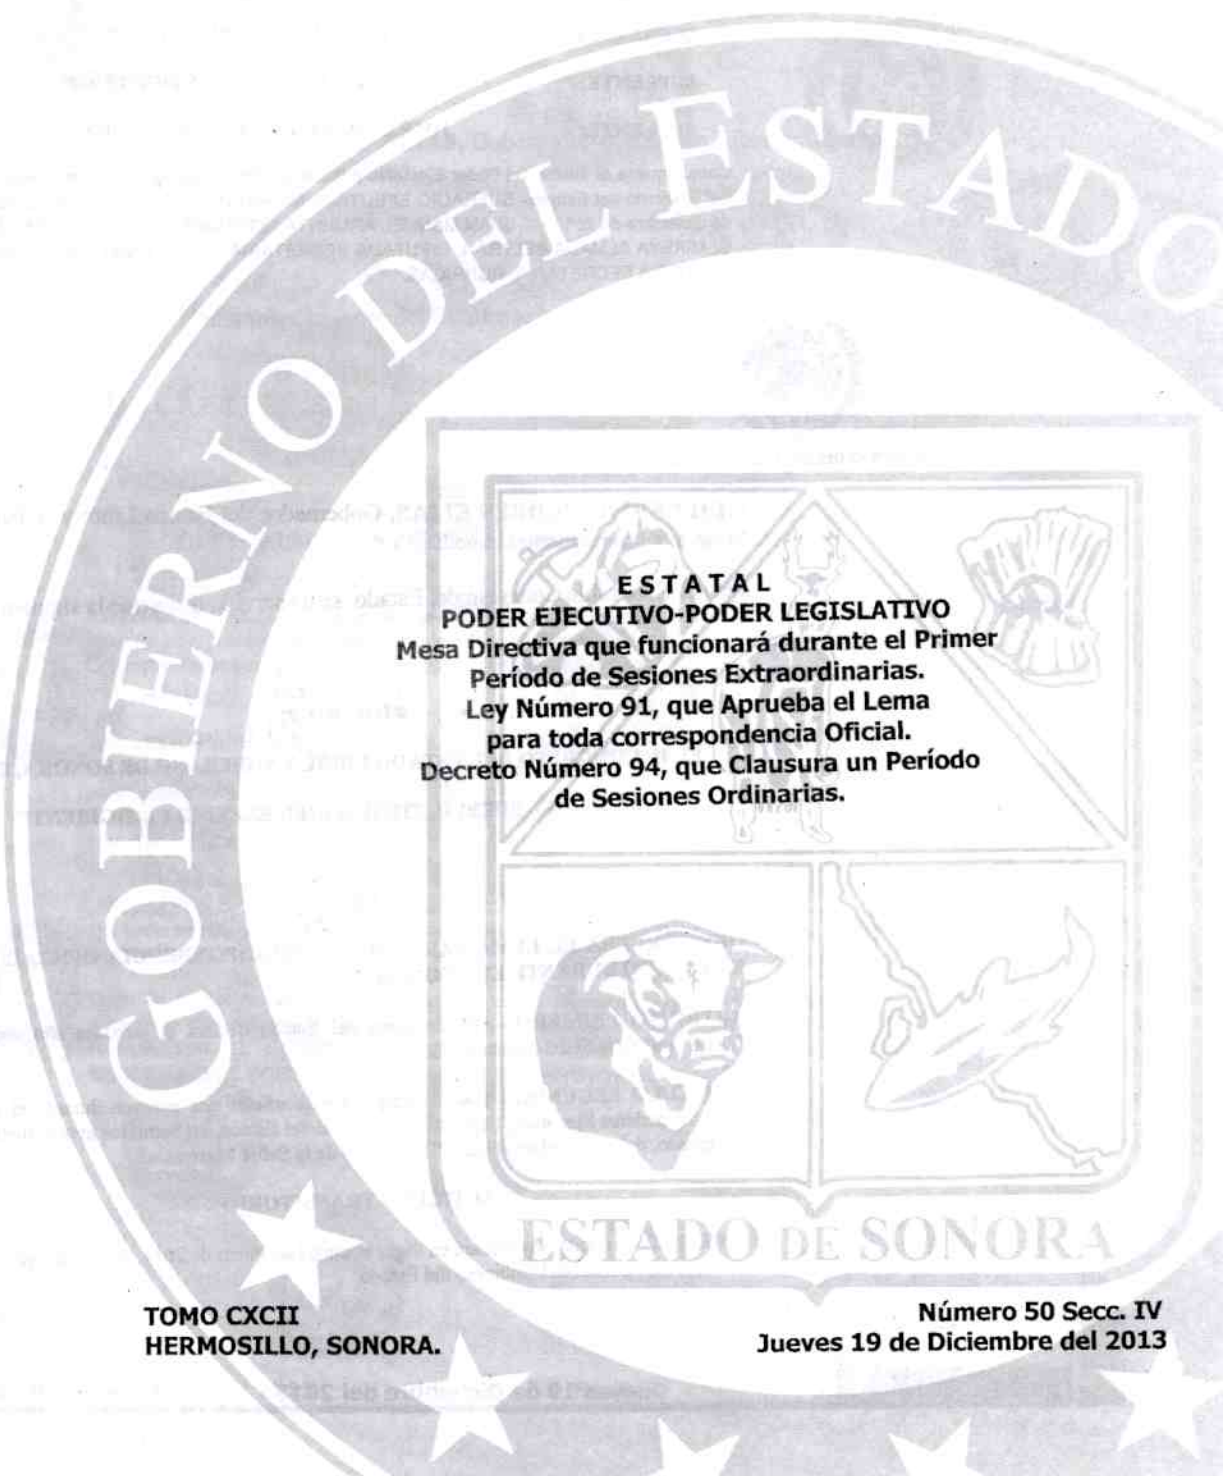 GOBIERNO DEL ESTADO
E S T A T A L
PODER EJECUTIVO-PODER LEGISLATIVO
Mesa Directiva que funcionará durante el Primer
Período de Sesiones Extraordinarias.
Ley Número 91, que Aprueba el Lema
para toda correspondencia Oficial.
Decreto Número 94, que Clausura un Período
de Sesiones Ordinarias.
ESTADO DE SONORA
TOMO CXCII
HERMOSILLO, SONORA.
Número 50 Secc. IV
Jueves 19 de Diciembre del 2013